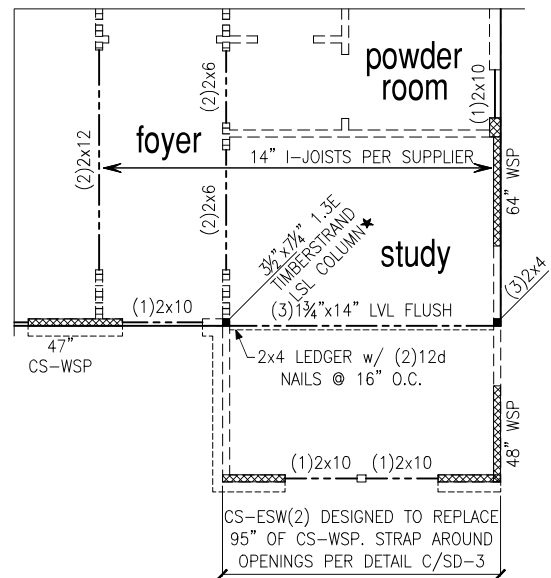 powder
room
(1)2x10
(2)2x6
foyer
(2)2x12
14" I-JOISTS PER SUPPLIER
64" WSP
(2)2x6
3½"x7¼" 1.3E
TIMBERSTRAND
LSL COLUMN★
study
(3)2x4
(1)2x10
(3)1¾"x14" LVL FLUSH
47"
CS-WSP
2x4 LEDGER w/ (2)12d
NAILS @ 16" O.C.
48" WSP
(1)2x10
(1)2x10
CS-ESW(2) DESIGNED TO REPLACE
95" OF CS-WSP. STRAP AROUND
OPENINGS PER DETAIL C/SD-3